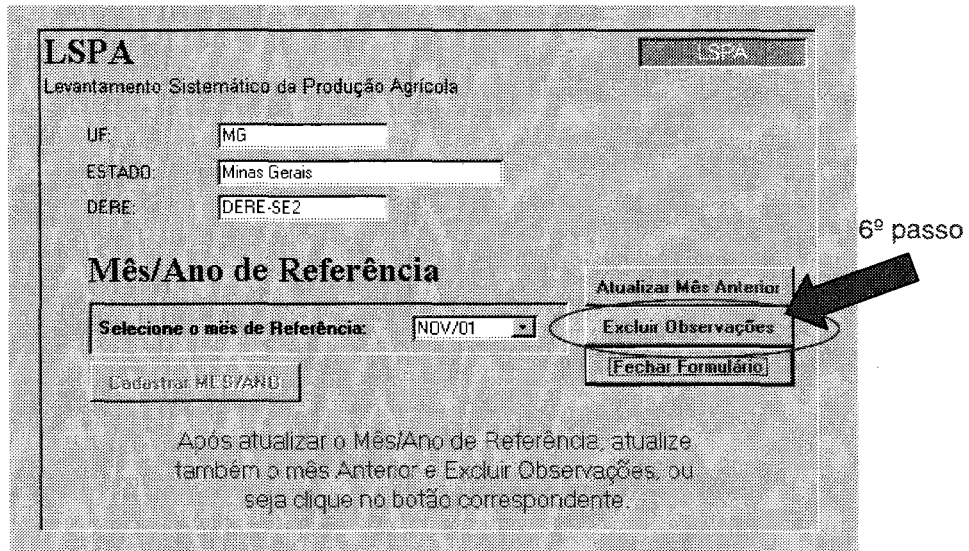 LSPA
LSPA
Levantamento Sistemático da Produção Agrícola
UF: MG
ESTADO: Minas Gerais
DERE: DERE-SE2
6º passo
Mês/Ano de Referência
Atualizar Mês Anterior
Selecione o mês de Referência: NOV/01
Excluir Observações
Fechar Formulário
Cadastrar MES/ANO
Após atualizar o Mês/Ano de Referência, atualize
também o mês Anterior e Excluir Observações, ou
seja clique no botão correspondente.